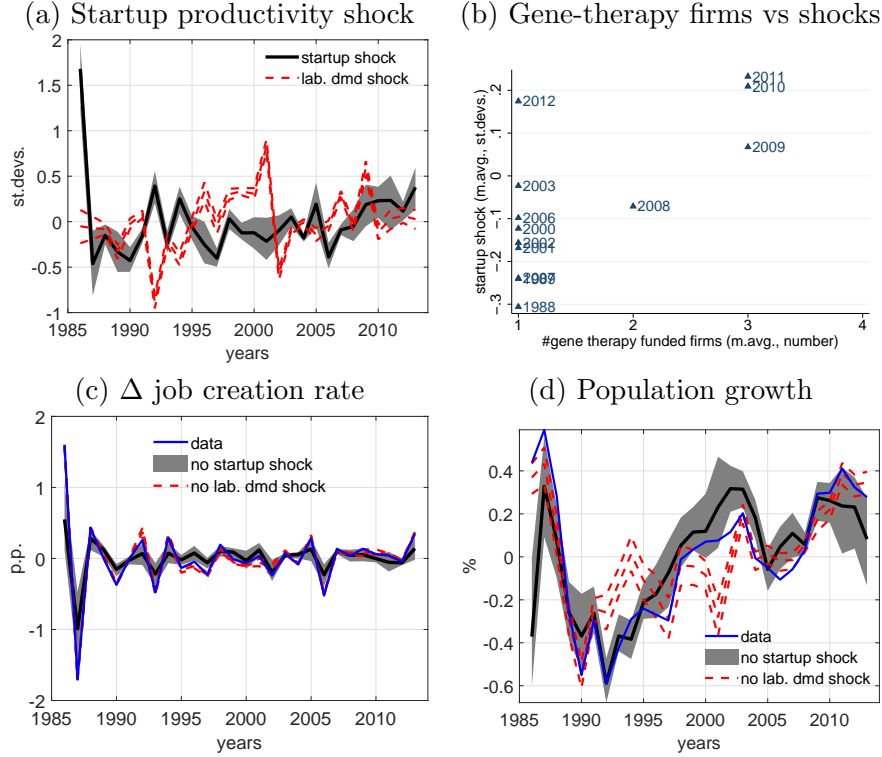 (a) Startup productivity shock
2
1.5
1
0.5
0
-0.5
-1
st.devs.
startup shock
lab. dmd shock
1985 1990 1995 2000 2005 2010
years
(b) Gene-therapy firms vs shocks
startup shock (m.avg., st.devs.)
.2
.1
0
-.1
-.2
-.3
2011
2010
2012
2009
2003
2008
2006
2000
2002
2001
1988
1 2 3 4
#gene therapy funded firms (m.avg., number)
(c) Δ job creation rate
2
1
0
-1
-2
p.p.
data
no startup shock
no lab. dmd shock
1985 1990 1995 2000 2005 2010
years
(d) Population growth
0.4
0.2
0
-0.2
-0.4
-0.6
%
data
no startup shock
no lab. dmd shock
1985 1990 1995 2000 2005 2010
years